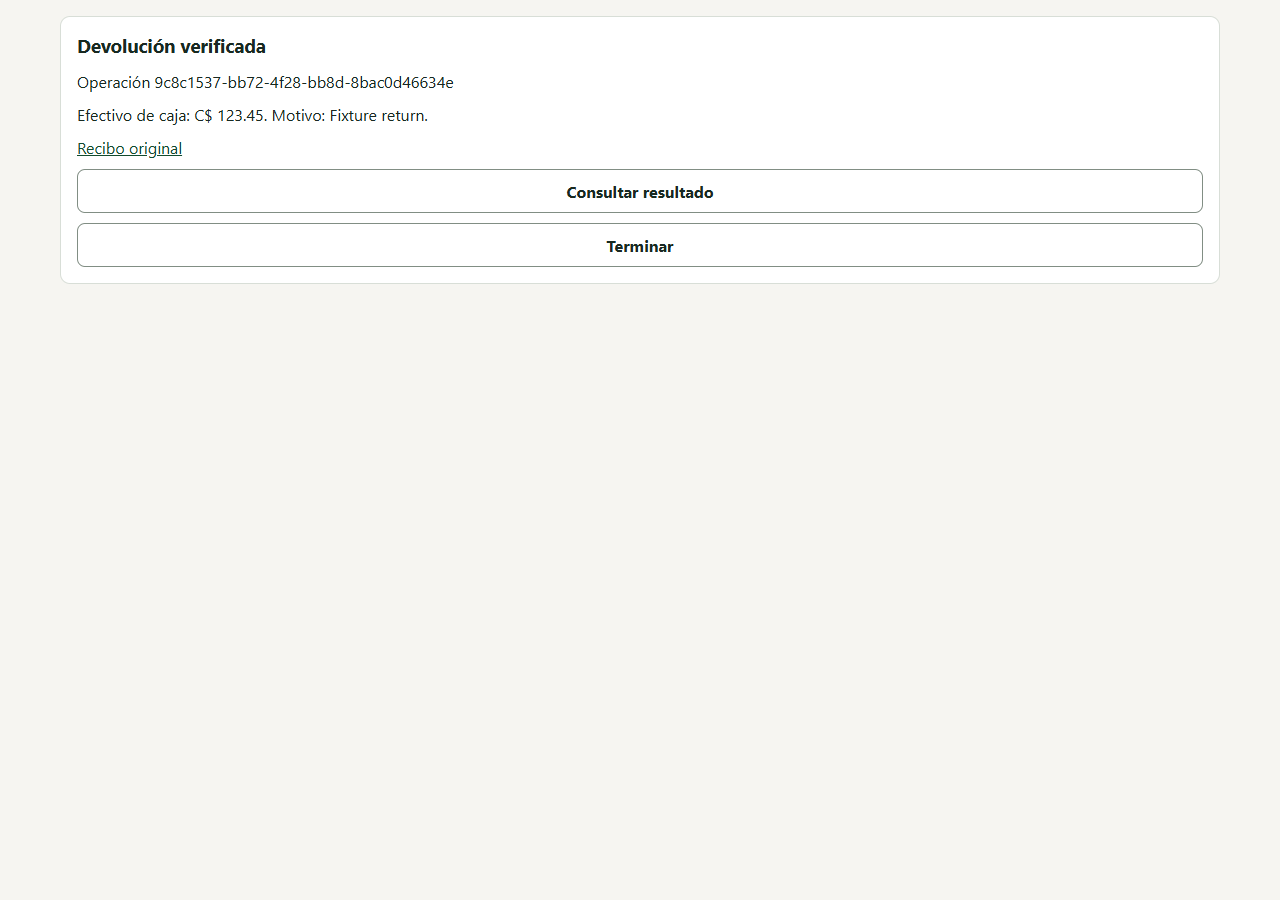 Devolución verificada
Operación 9c8c1537-bb72-4f28-bb8d-8bac0d46634e
Efectivo de caja: C$ 123.45. Motivo: Fixture return.
Recibo original
Consultar resultado
Terminar